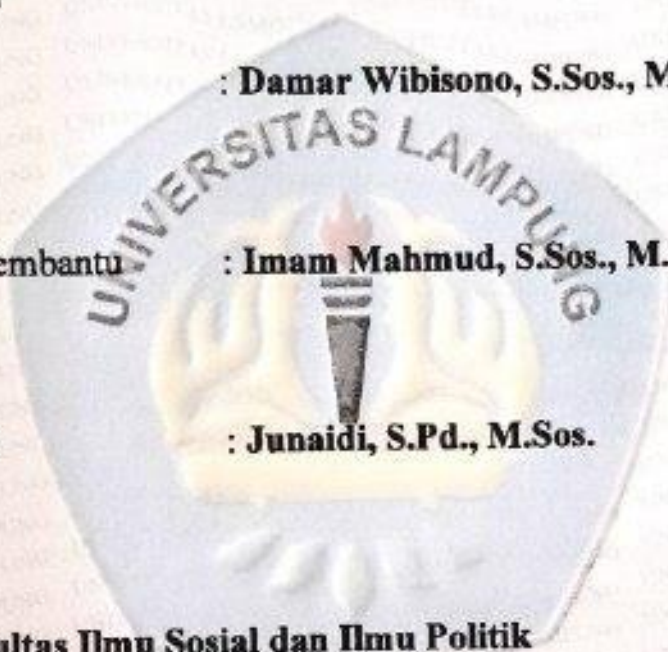 : Damar Wibisono, S.Sos., M
UNIVERSITAS LAMPUNG
embantu : Imam Mahmud, S.Sos., M.
: Junaidi, S.Pd., M.Sos.
ultas Ilmu Sosial dan Ilmu Politik